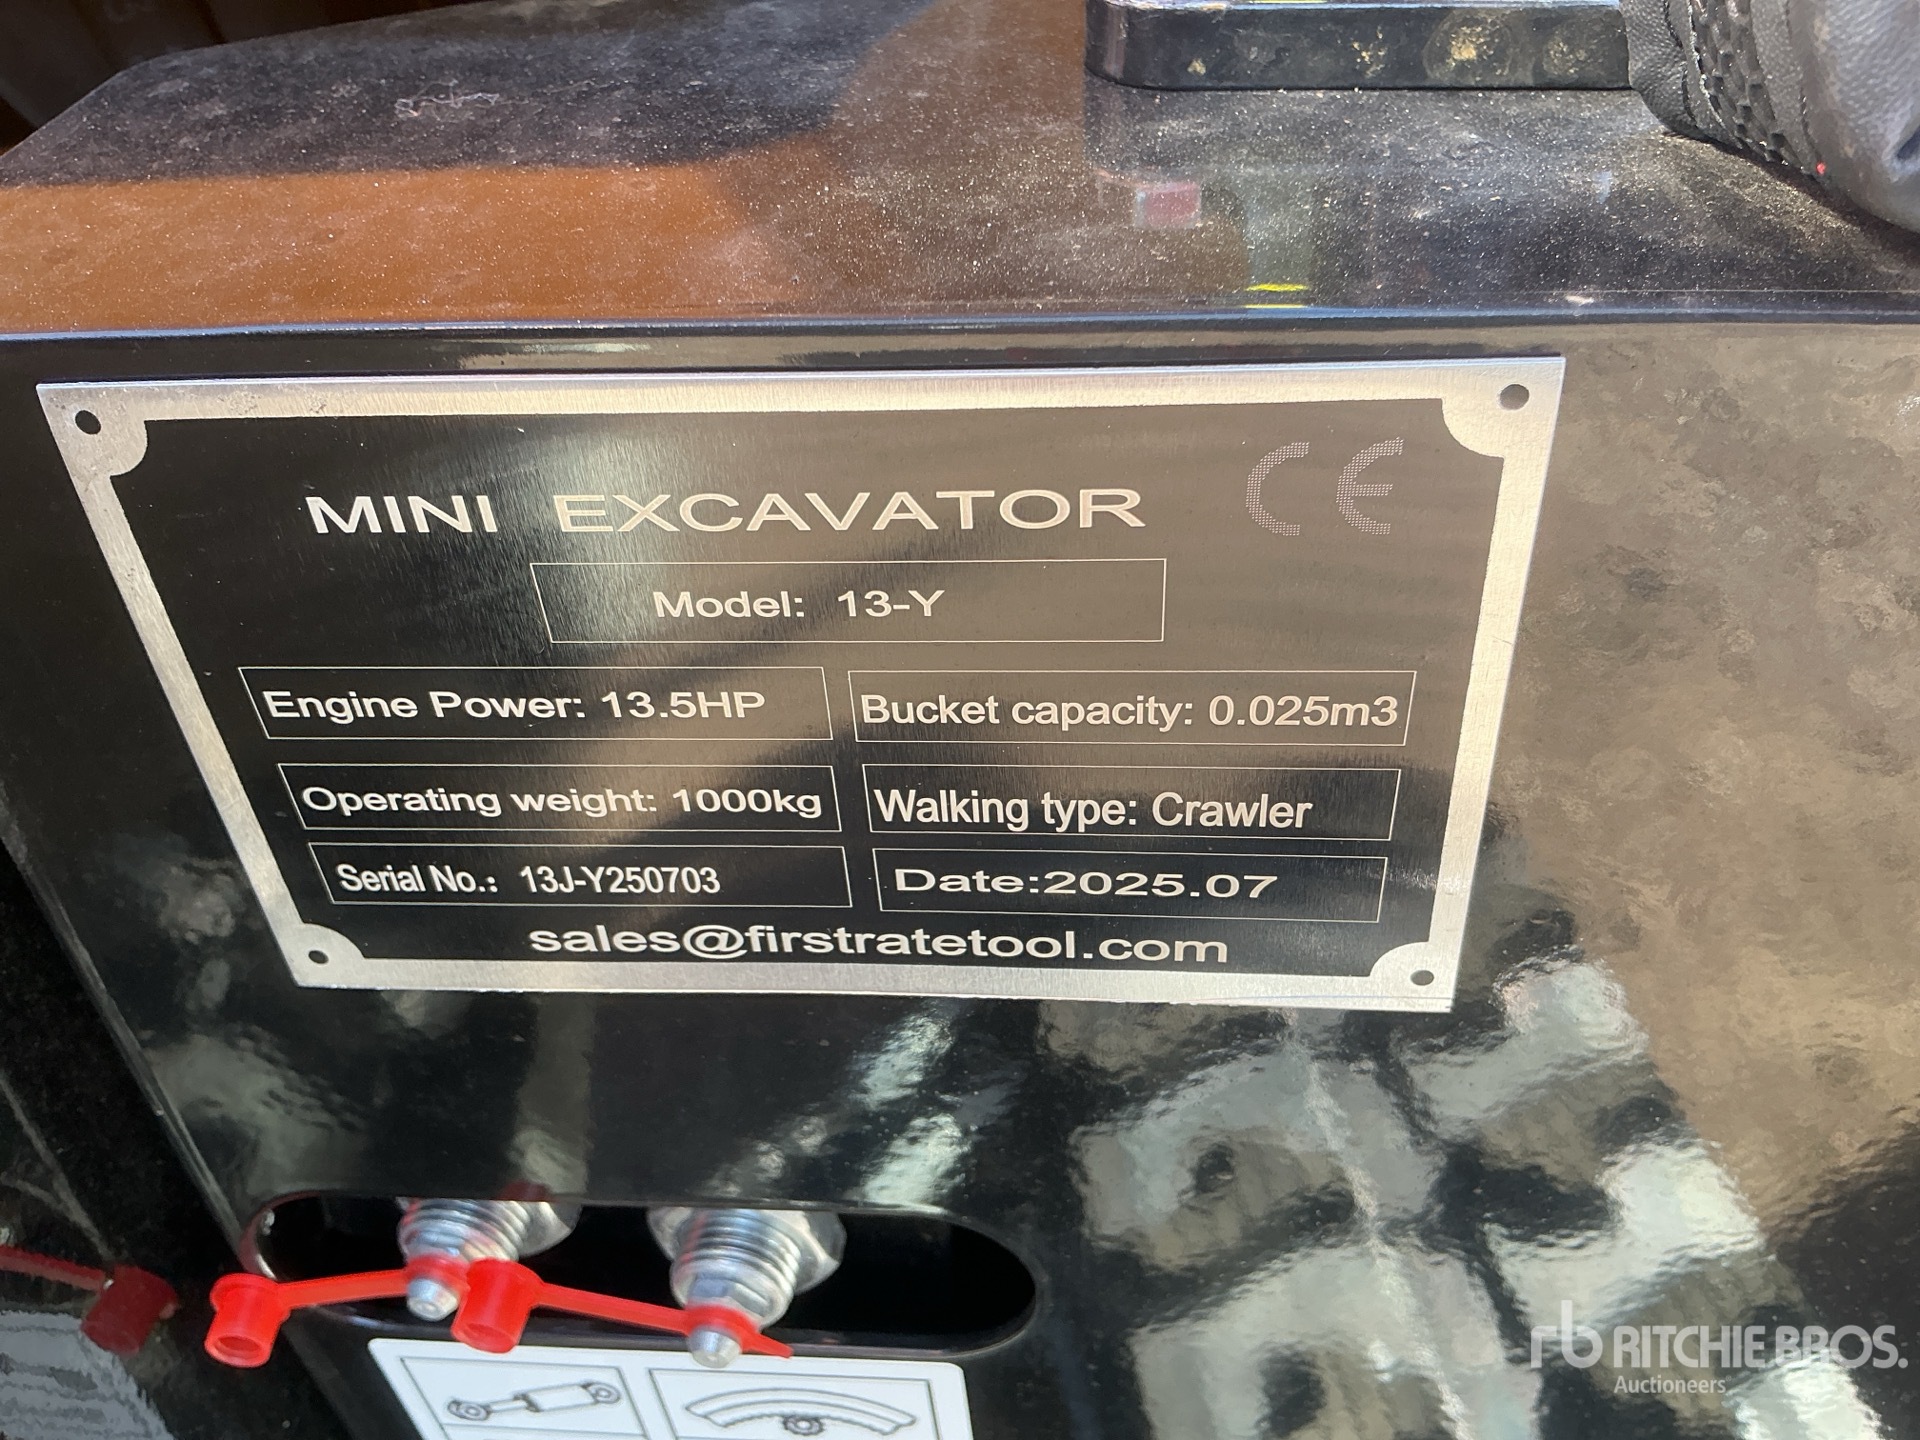 MINI EXCAVATOR CE
Model: 13-Y
Engine Power: 13.5HP
Bucket capacity: 0.025m3
Operating weight: 1000kg
Walking type: Crawler
Serial No.: 13J-Y250703
Date:2025.07
sales@firstratetool.com
rb RITCHIE BROS.
Auctioneers